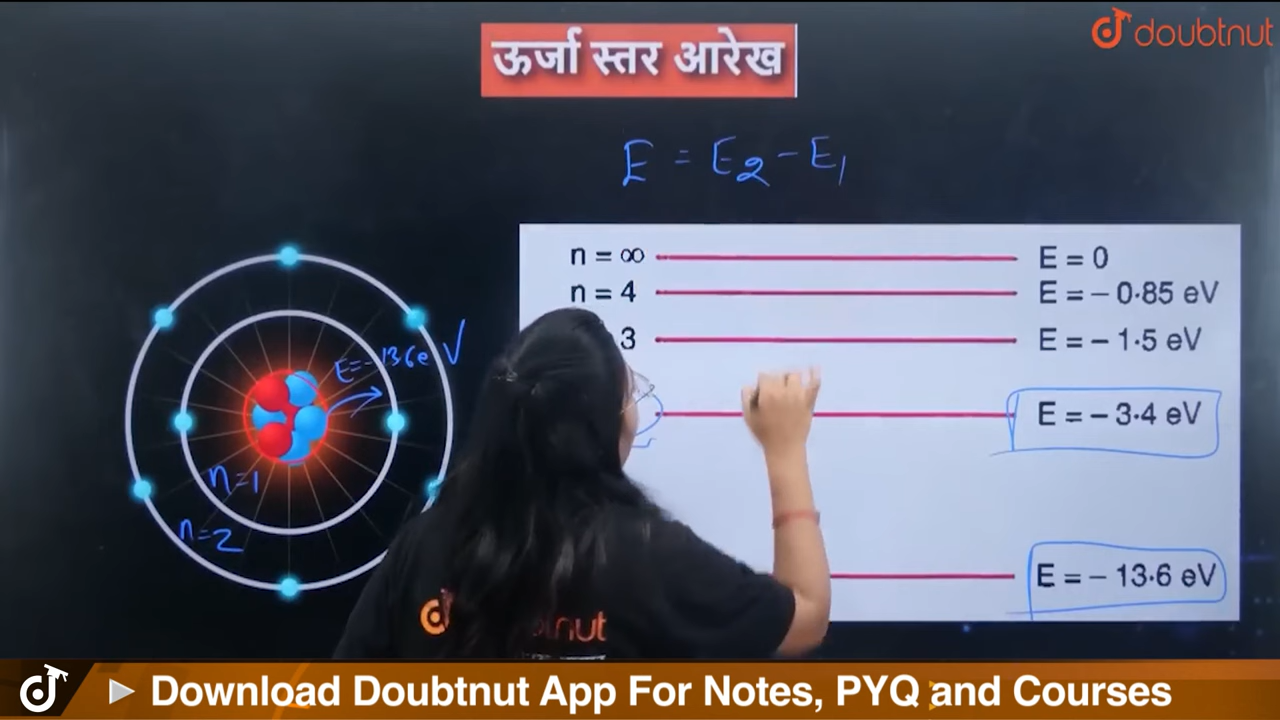 ऊर्जा स्तर आरेख
doubtnut
E = E2 - E1
n = ∞ E = 0
n = 4 E = - 0·85 eV
3 E = - 1·5 eV
E = - 3·4 eV
E = - 13·6 eV
E = - 13.6 e V
n=1
n=2
Download Doubtnut App For Notes, PYQ and Courses